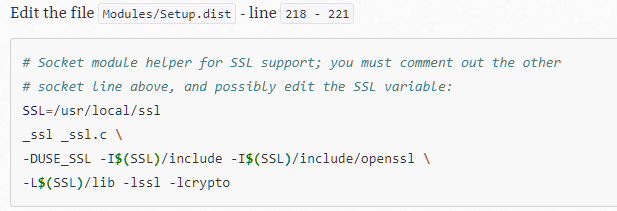 Edit the file Modules/Setup.dist - line 218 - 221
# Socket module helper for SSL support; you must comment out the other
# socket line above, and possibly edit the SSL variable:
SSL=/usr/local/ssl
_ssl _ssl.c \
-DUSE_SSL -I$(SSL)/include -I$(SSL)/include/openssl \
-L$(SSL)/lib -lssl -lcrypto